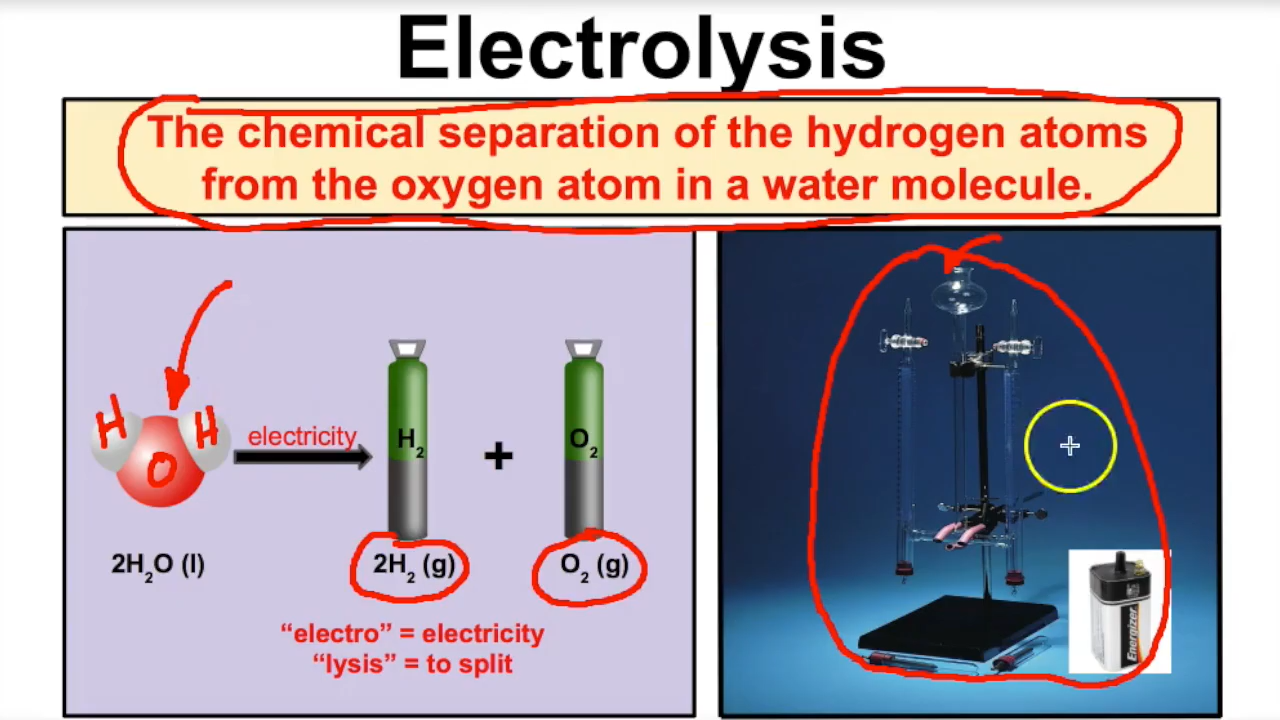 Electrolysis
The chemical separation of the hydrogen atoms
from the oxygen atom in a water molecule.
H H
O
electricity
H₂
+
O₂
2H₂O (l)
2H₂ (g)
O₂ (g)
“electro” = electricity
“lysis” = to split
Energizer